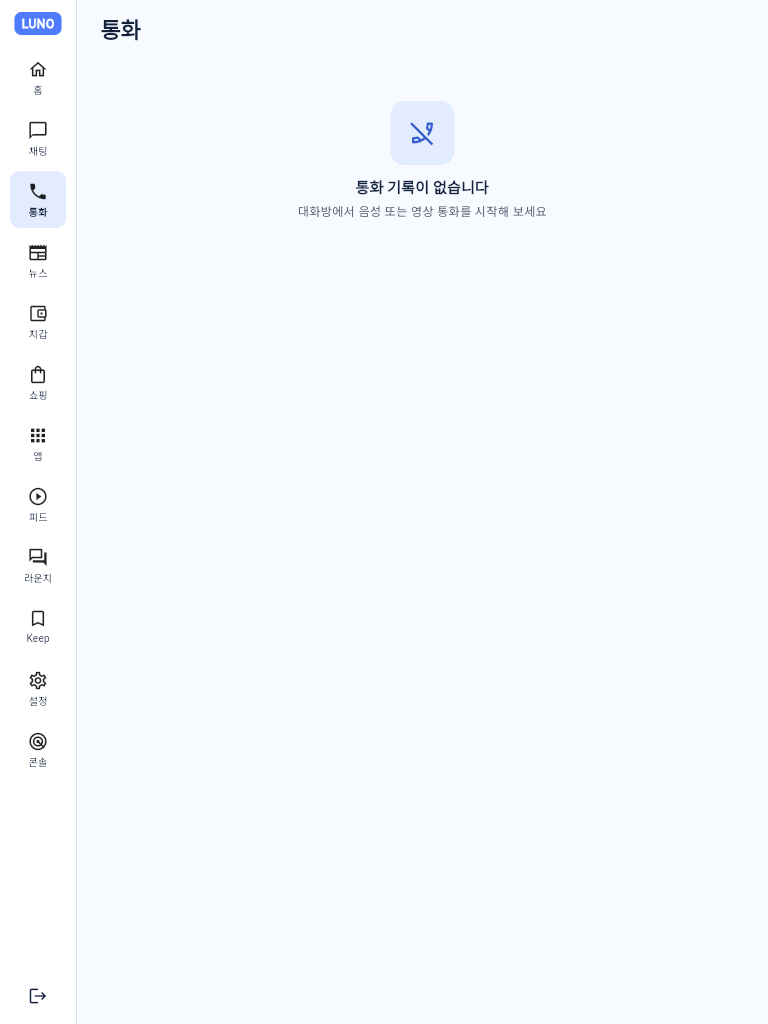 LUNO
홈
채팅
통화
뉴스
지갑
쇼핑
앱
피드
라운지
Keep
설정
콘솔
통화
통화 기록이 없습니다
대화방에서 음성 또는 영상 통화를 시작해 보세요